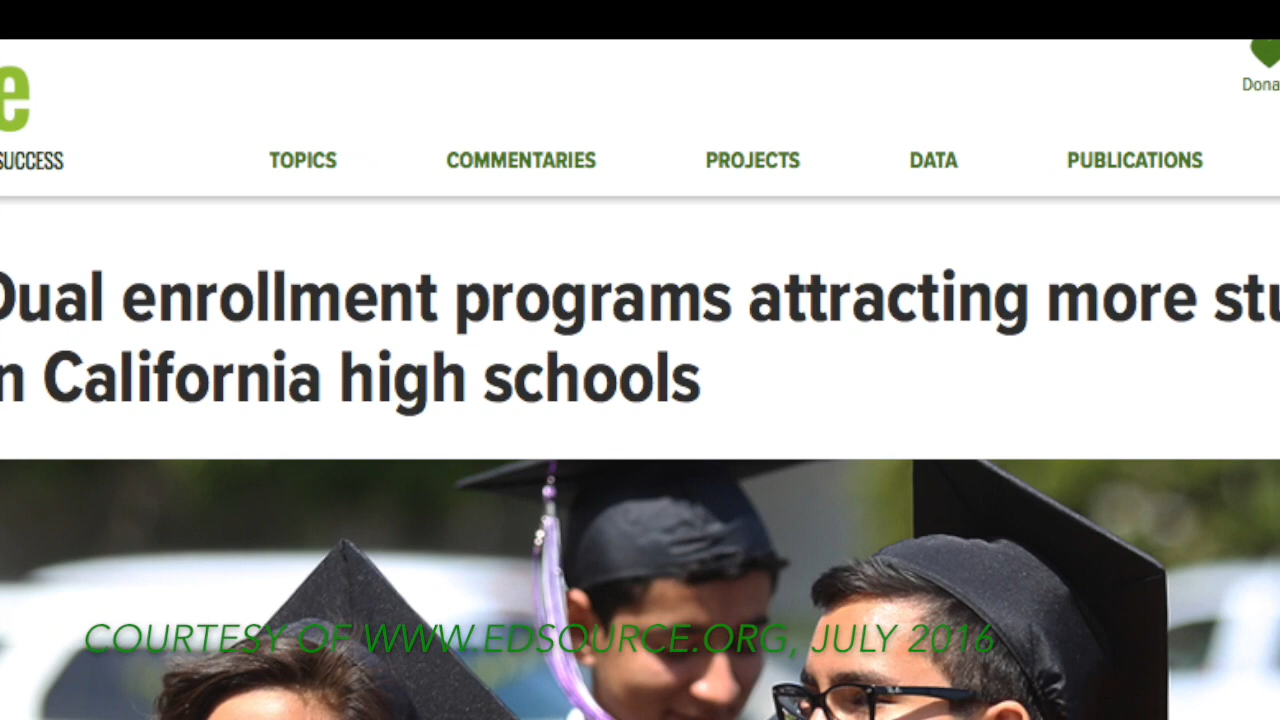 e
Dona
SUCCESS
TOPICS COMMENTARIES PROJECTS DATA PUBLICATIONS
Dual enrollment programs attracting more stu
n California high schools
COURTESY OF WWW.EDSOURCE.ORG, JULY 2016